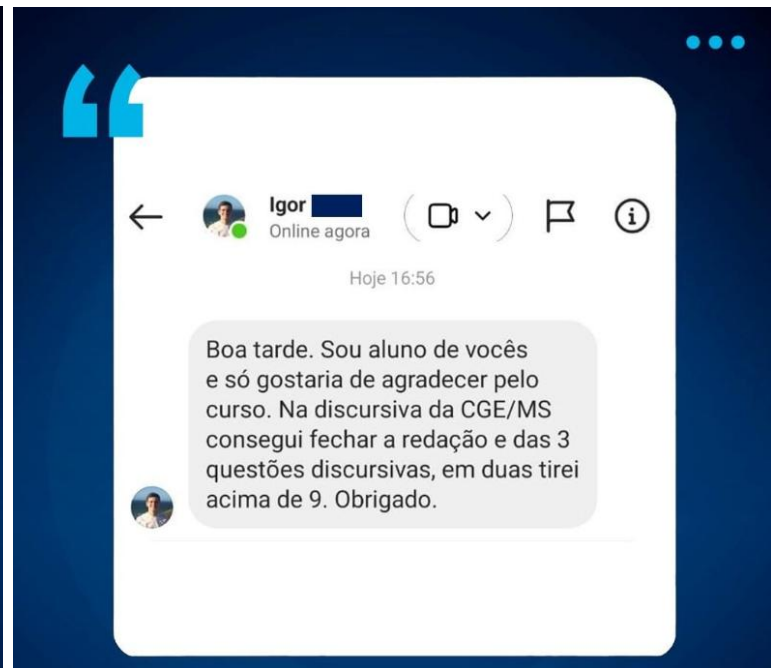 Igor
Online agora
Hoje 16:56
Boa tarde. Sou aluno de vocês
e só gostaria de agradecer pelo
curso. Na discursiva da CGE/MS
consegui fechar a redação e das 3
questões discursivas, em duas tirei
acima de 9. Obrigado.